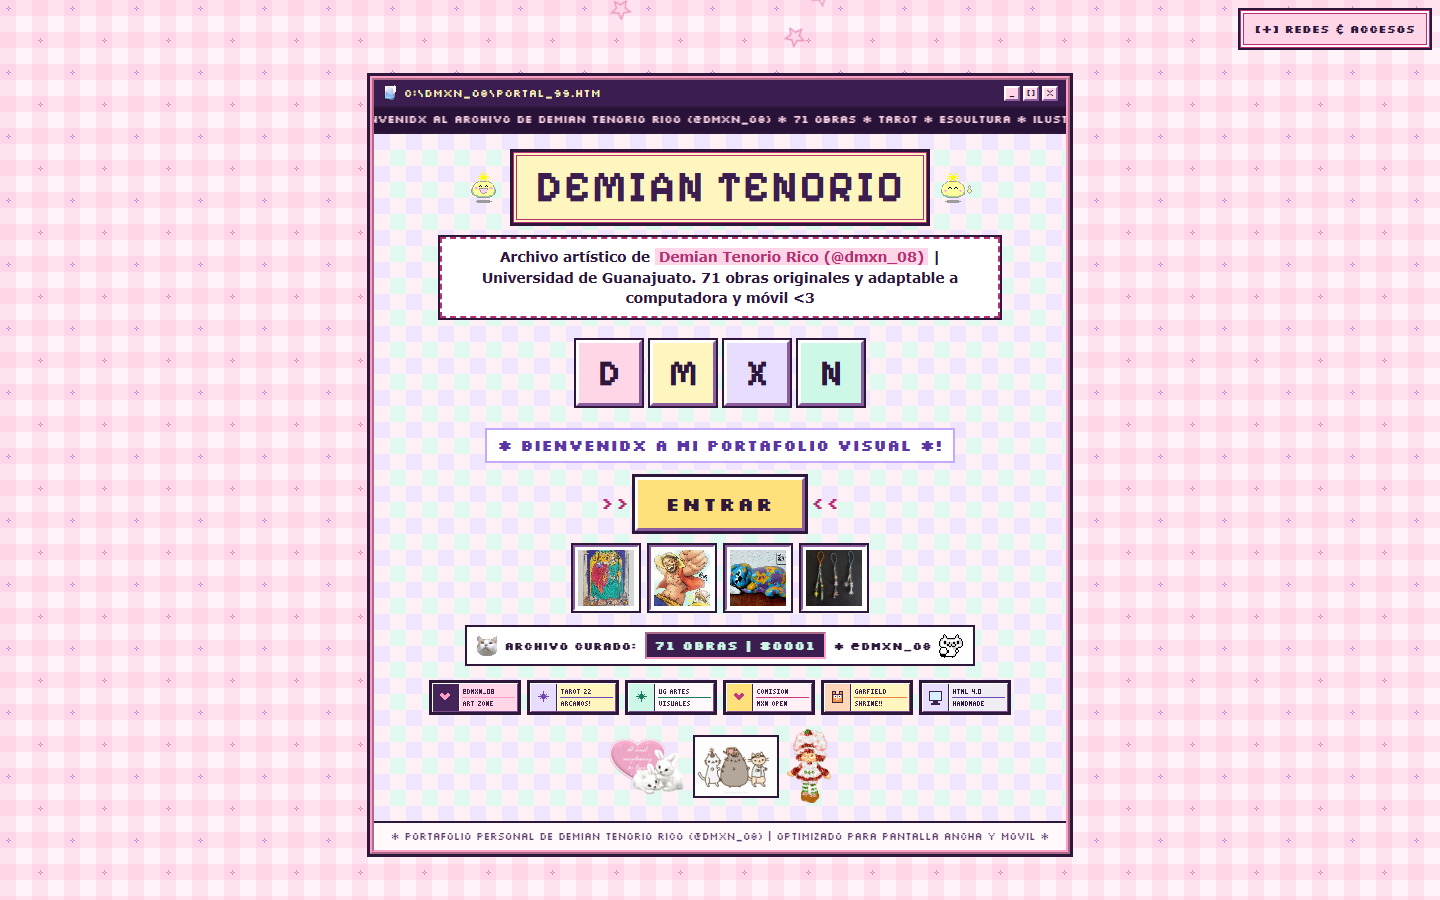 [+] REDES & ACCESOS
C:\DMXN_08\PORTAL_99.HTM
NVENIDX AL ARCHIVO DE DEMIAN TENORIO RICO (@DMXN_08) * 71 OBRAS * TAROT * ESCULTURA * ILUST
DEMIAN TENORIO
Archivo artístico de Demian Tenorio Rico (@dmxn_08) |
Universidad de Guanajuato. 71 obras originales y adaptable a
computadora y móvil <3
D M X N
* BIENVENIDX A MI PORTAFOLIO VISUAL *!
>> ENTRAR <<
ARCHIVO CURADO: 71 OBRAS | #0001 * @DMXN_08
@DMXN_08
ART ZONE
TAROT 22
ARCANOS!
UG ARTES
VISUALES
COMISION
MXN OPEN
GARFIELD
SHRINE!!
HTML 4.0
HANDMADE
* PORTAFOLIO PERSONAL DE DEMIAN TENORIO RICO (@DMXN_08) | OPTIMIZADO PARA PANTALLA ANCHA Y MOVIL *